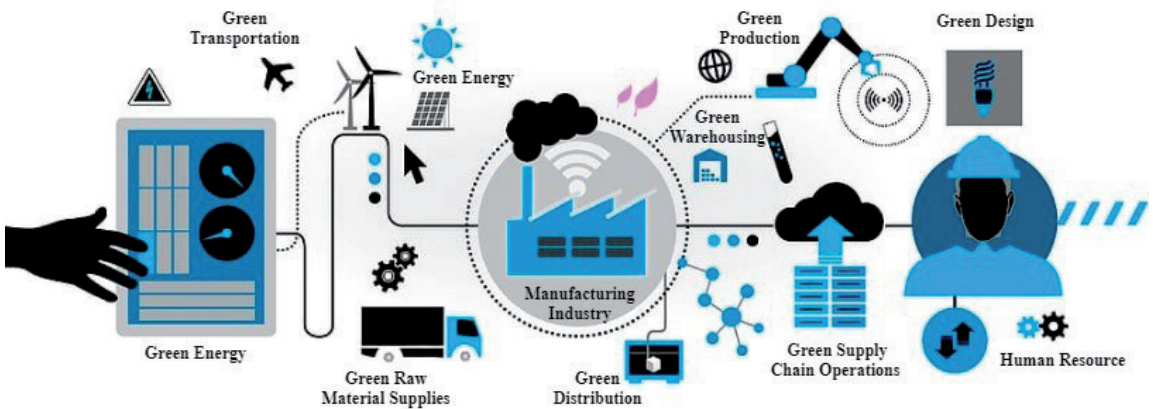 Green
Transportation
Green Energy
Green
Production
Green Design
Green
Warehousing
Manufacturing
Industry
Green Energy
Green Raw
Material Supplies
Green
Distribution
Green Supply
Chain Operations
Human Resource